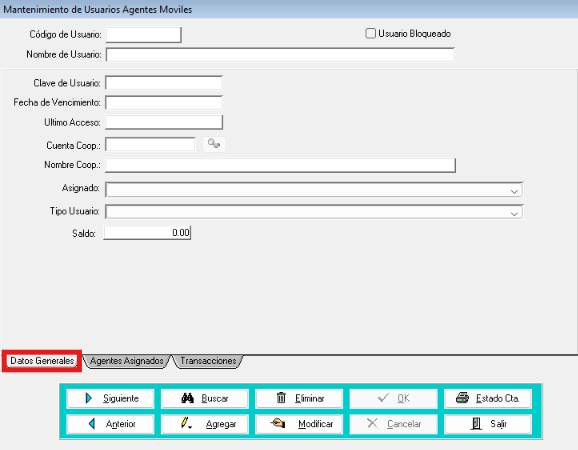 Mantenimiento de Usuarios Agentes Moviles
Código de Usuario:
Usuario Bloqueado
Nombre de Usuario:
Clave de Usuario:
Fecha de Vencimiento:
Ultimo Acceso:
Cuenta Coop.:
Nombre Coop.:
Asignado:
Tipo Usuario:
Saldo: 0.00
Datos Generales Agentes Asignados Transacciones
Siguiente Buscar Eliminar OK Estado Cta.
Anterior Agregar Modificar Cancelar Salir